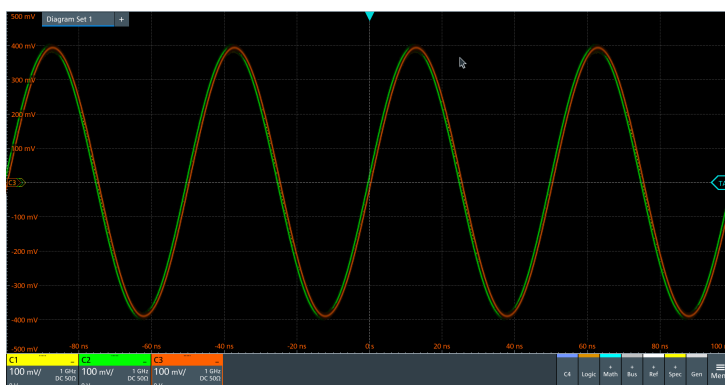 500 mV
Diagram Set 1 +
400 mV
300 mV
200 mV
100 mV
C3
TA
-100 mV
-200 mV
-300 mV
-400 mV
-500 mV
-80 ns -60 ns -40 ns -20 ns 0 s 20 ns 40 ns 60 ns 80 ns 100
C1 C2 C3
100 mV/ 1 GHz 100 mV/ 1 GHz 100 mV/ 1 GHz
DC 50Ω DC 50Ω DC 50Ω
C4 Logic + Math + Bus + Ref + Spec Gen Men